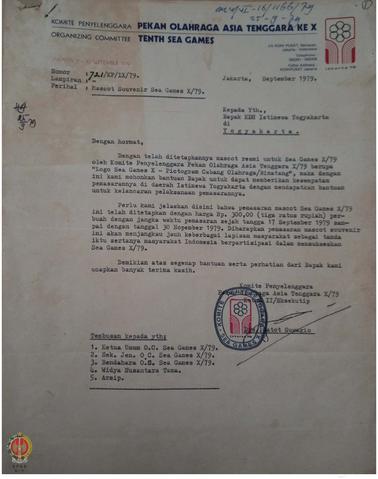 KOMITE PENYELENGGARA PEKAN OLAHRAGA ASIA TENGGARA KE X
ORGANIZING COMMITTEE TENTH SEA GAMES
Nomor : /KP/IX/79.
Lampiran : -
Perihal : Mascot Souvenir Sea Games X/79.
Jakarta, September 1979.
Kepada Yth.,
Bapak KDH Istimewa Yogyakarta
di
Yogyakarta.
Dengan hormat,
Dengan telah ditetapkannya mascot resmi untuk Sea Games X/79
oleh Komite Penyelenggara Pekan Olahraga Asia Tenggara X/79 berupa
"Logo Sea Games X - Pictogram Cabang Olahraga/Binatang", maka dengan
ini kami mohonkan bantuan Bapak untuk dapat memberikan kesempatan
pemasarannya di daerah Istimewa Yogyakarta dengan mendapatkan bantuan
untuk kelancaran pelaksanaan pemasarannya.
Perlu kami jelaskan disini bahwa pemasaran mascot Sea Games X/79
ini telah ditetapkan dengan harga Rp. 300,00 (tiga ratus rupiah) per-
buah dengan jangka waktu pemasaran sejak tanggal 17 September 1979 sam-
pai dengan tanggal 30 Nopember 1979. Diharapkan pemasaran mascot souvenir
ini akan menjangkau jauh keberbagai lapisan masyarakat sebagai tanda
ikut sertanya masyarakat Indonesia berpartisipasi dalam mensukseskan
Sea Games X/79.
Demikian atas segenap bantuan serta perhatian dari Bapak kami
ucapkan banyak terima kasih.
Komite Penyelenggara
Pekan Olahraga Asia Tenggara X/79
Ketua II/Eksekutip
Tembusan kepada yth:
1. Ketua Umum O.C. Sea Games X/79.
2. Sek. Jen. O.C. Sea Games X/79.
3. Bendahara O.C. Sea Games X/79.
4. Widya Nusantara Tama.
5. Arsip.